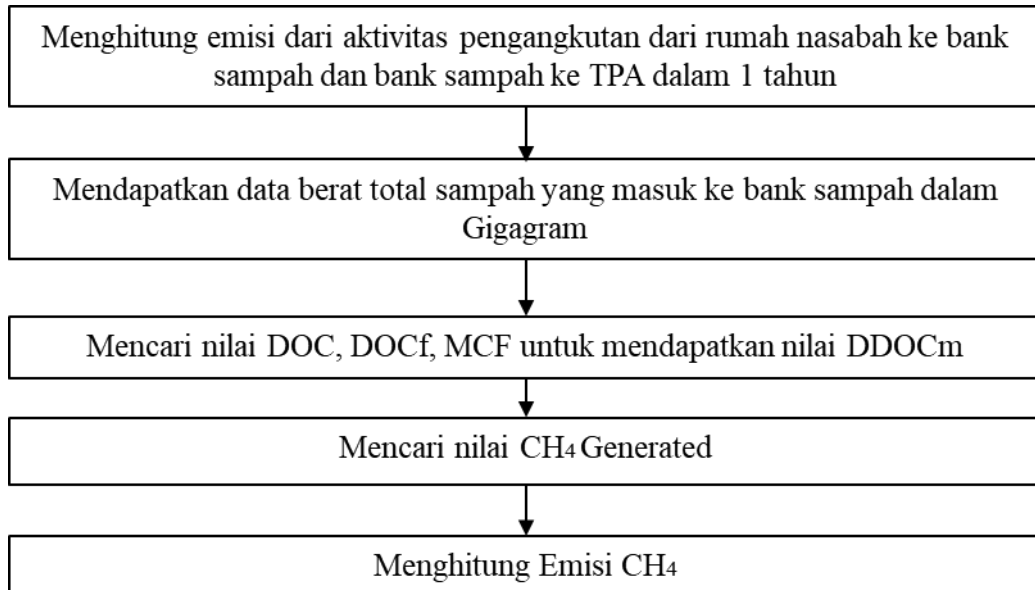 Menghitung emisi dari aktivitas pengangkutan dari rumah nasabah ke bank
sampah dan bank sampah ke TPA dalam 1 tahun
Mendapatkan data berat total sampah yang masuk ke bank sampah dalam
Gigagram
Mencari nilai DOC, DOCf, MCF untuk mendapatkan nilai DDOCm
Mencari nilai CH₄ Generated
Menghitung Emisi CH₄